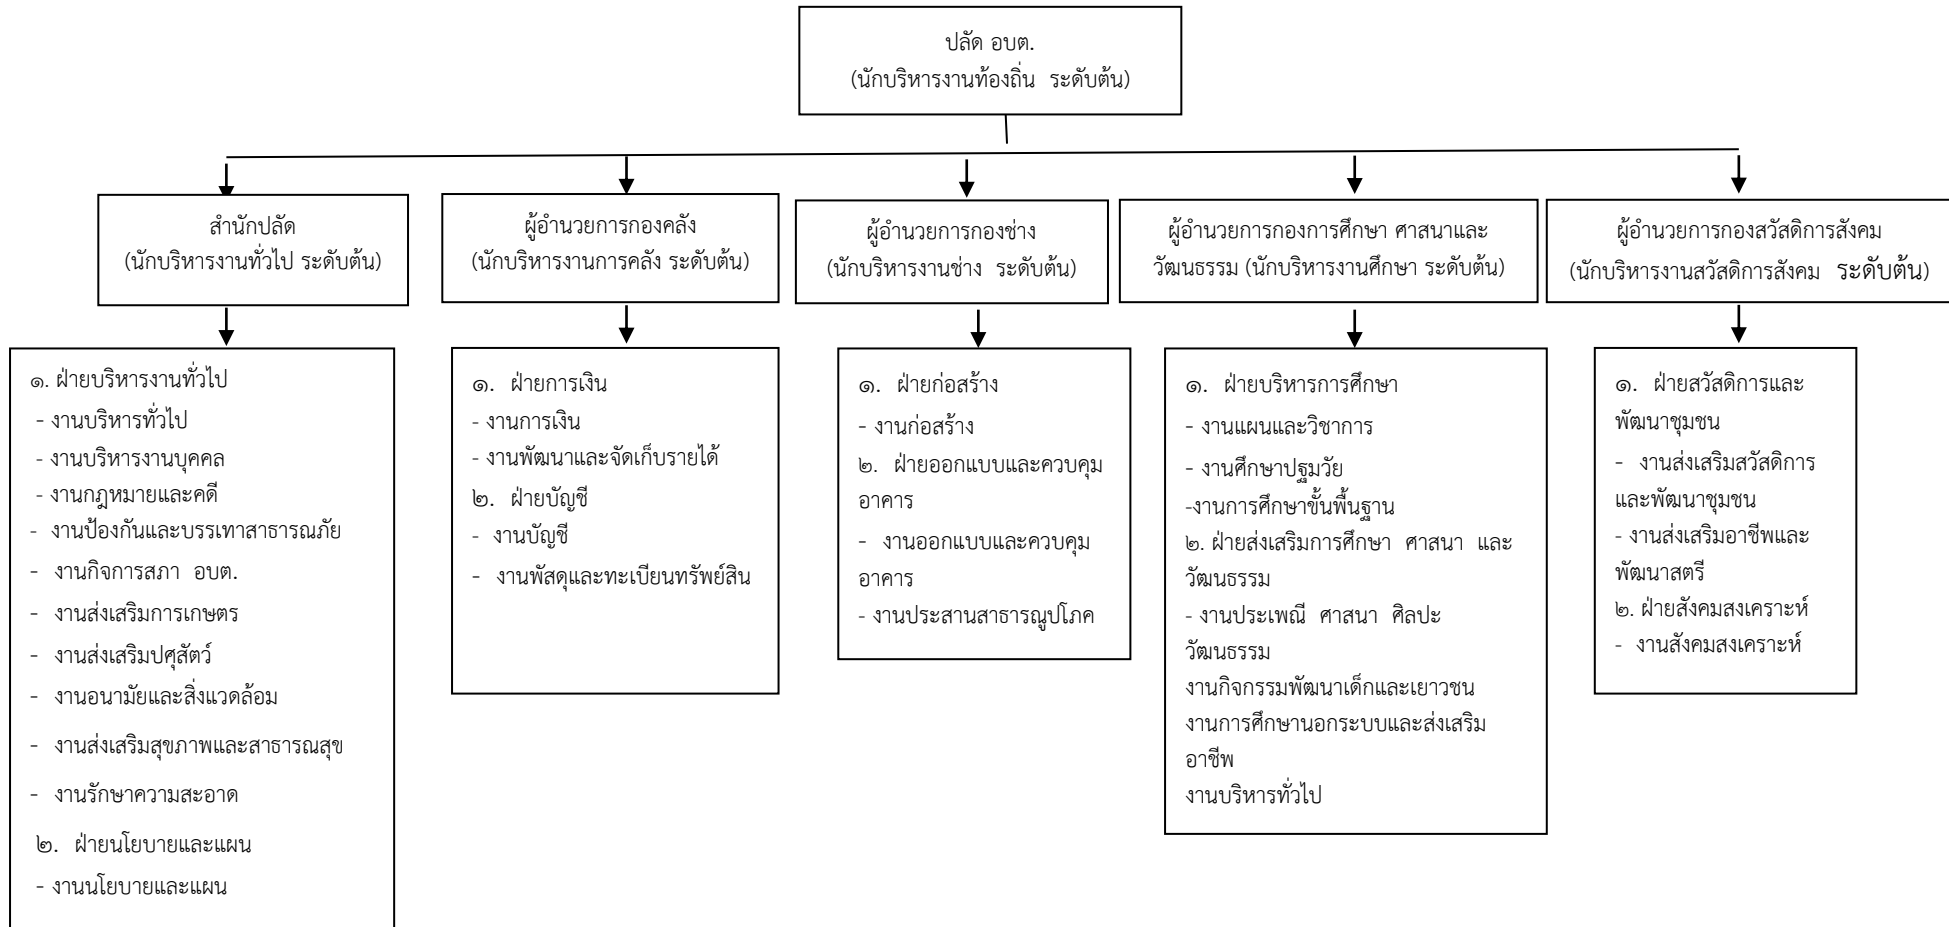 ปลัด อบต.
(นักบริหารงานท้องถิ่น ระดับต้น)
สำนักปลัด
(นักบริหารงานทั่วไป ระดับต้น)
ผู้อำนวยการกองคลัง
(นักบริหารงานการคลัง ระดับต้น)
ผู้อำนวยการกองช่าง
(นักบริหารงานช่าง ระดับต้น)
ผู้อำนวยการกองการศึกษา ศาสนาและ
วัฒนธรรม (นักบริหารงานศึกษา ระดับต้น)
ผู้อำนวยการกองสวัสดิการสังคม
(นักบริหารงานสวัสดิการสังคม ระดับต้น)
๑. ฝ่ายบริหารงานทั่วไป
- งานบริหารทั่วไป
- งานบริหารงานบุคคล
- งานกฎหมายและคดี
- งานป้องกันและบรรเทาสาธารณภัย
- งานกิจการสภา อบต.
- งานส่งเสริมการเกษตร
- งานส่งเสริมปศุสัตว์
- งานอนามัยและสิ่งแวดล้อม
- งานส่งเสริมสุขภาพและสาธารณสุข
- งานรักษาความสะอาด
๒. ฝ่ายนโยบายและแผน
- งานนโยบายและแผน
๑. ฝ่ายการเงิน
- งานการเงิน
- งานพัฒนาและจัดเก็บรายได้
๒. ฝ่ายบัญชี
- งานบัญชี
- งานพัสดุและทะเบียนทรัพย์สิน
๑. ฝ่ายก่อสร้าง
- งานก่อสร้าง
๒. ฝ่ายออกแบบและควบคุม
อาคาร
- งานออกแบบและควบคุม
อาคาร
- งานประสานสาธารณูปโภค
๑. ฝ่ายบริหารการศึกษา
- งานแผนและวิชาการ
- งานศึกษาปฐมวัย
-งานการศึกษาขั้นพื้นฐาน
๒. ฝ่ายส่งเสริมการศึกษา ศาสนา และ
วัฒนธรรม
- งานประเพณี ศาสนา ศิลปะ
วัฒนธรรม
งานกิจกรรมพัฒนาเด็กและเยาวชน
งานการศึกษานอกระบบและส่งเสริม
อาชีพ
งานบริหารทั่วไป
๑. ฝ่ายสวัสดิการและ
พัฒนาชุมชน
- งานส่งเสริมสวัสดิการ
และพัฒนาชุมชน
- งานส่งเสริมอาชีพและ
พัฒนาสตรี
๒. ฝ่ายสังคมสงเคราะห์
- งานสังคมสงเคราะห์